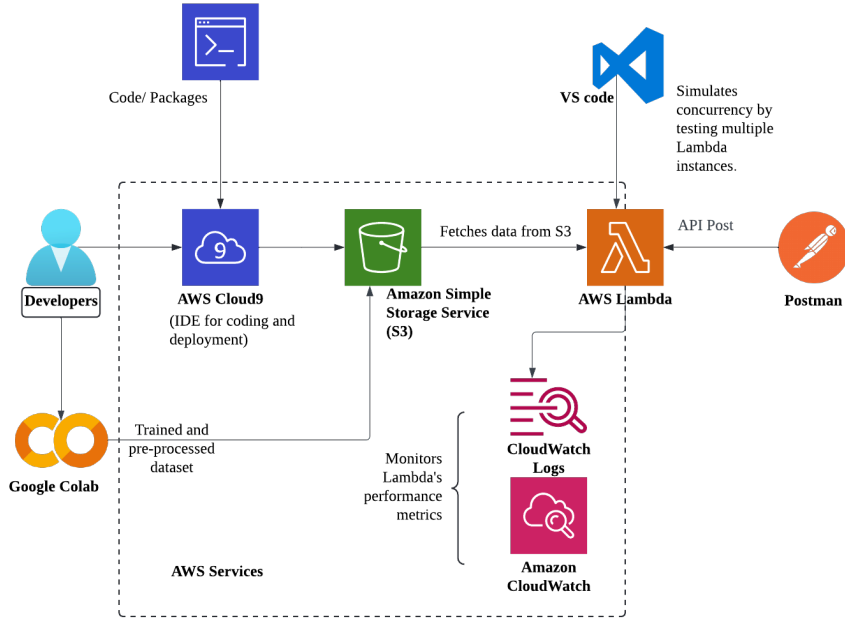 >_
Code/ Packages
VS code
Simulates
concurrency by
testing multiple
Lambda
instances.
9
Fetches data from S3
API Post
Developers
AWS Cloud9
(IDE for coding and
deployment)
Amazon Simple
Storage Service
(S3)
AWS Lambda
Postman
Trained and
pre-processed
dataset
Google Colab
Monitors
Lambda's
performance
metrics
CloudWatch
Logs
Amazon
CloudWatch
AWS Services